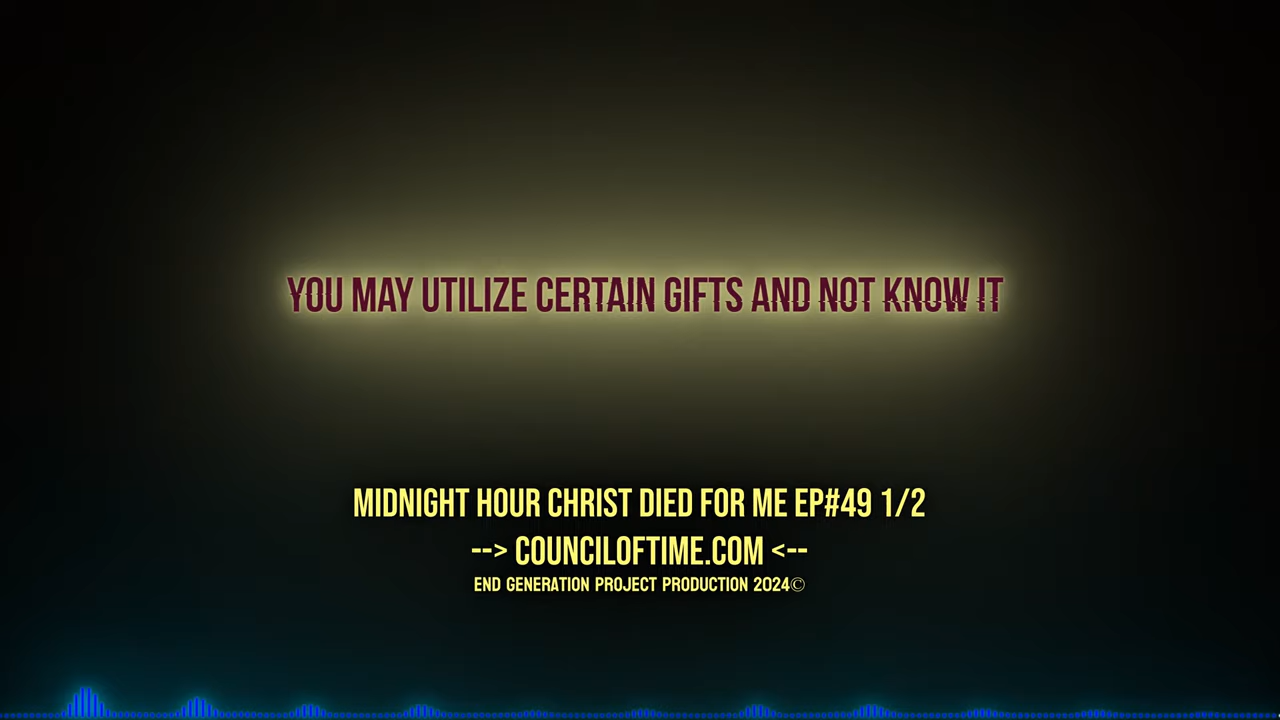 YOU MAY UTILIZE CERTAIN GIFTS AND NOT KNOW IT
MIDNIGHT HOUR CHRIST DIED FOR ME EP#49 1/2
--> COUNCILOFTIME.COM <--
END GENERATION PROJECT PRODUCTION 2024©